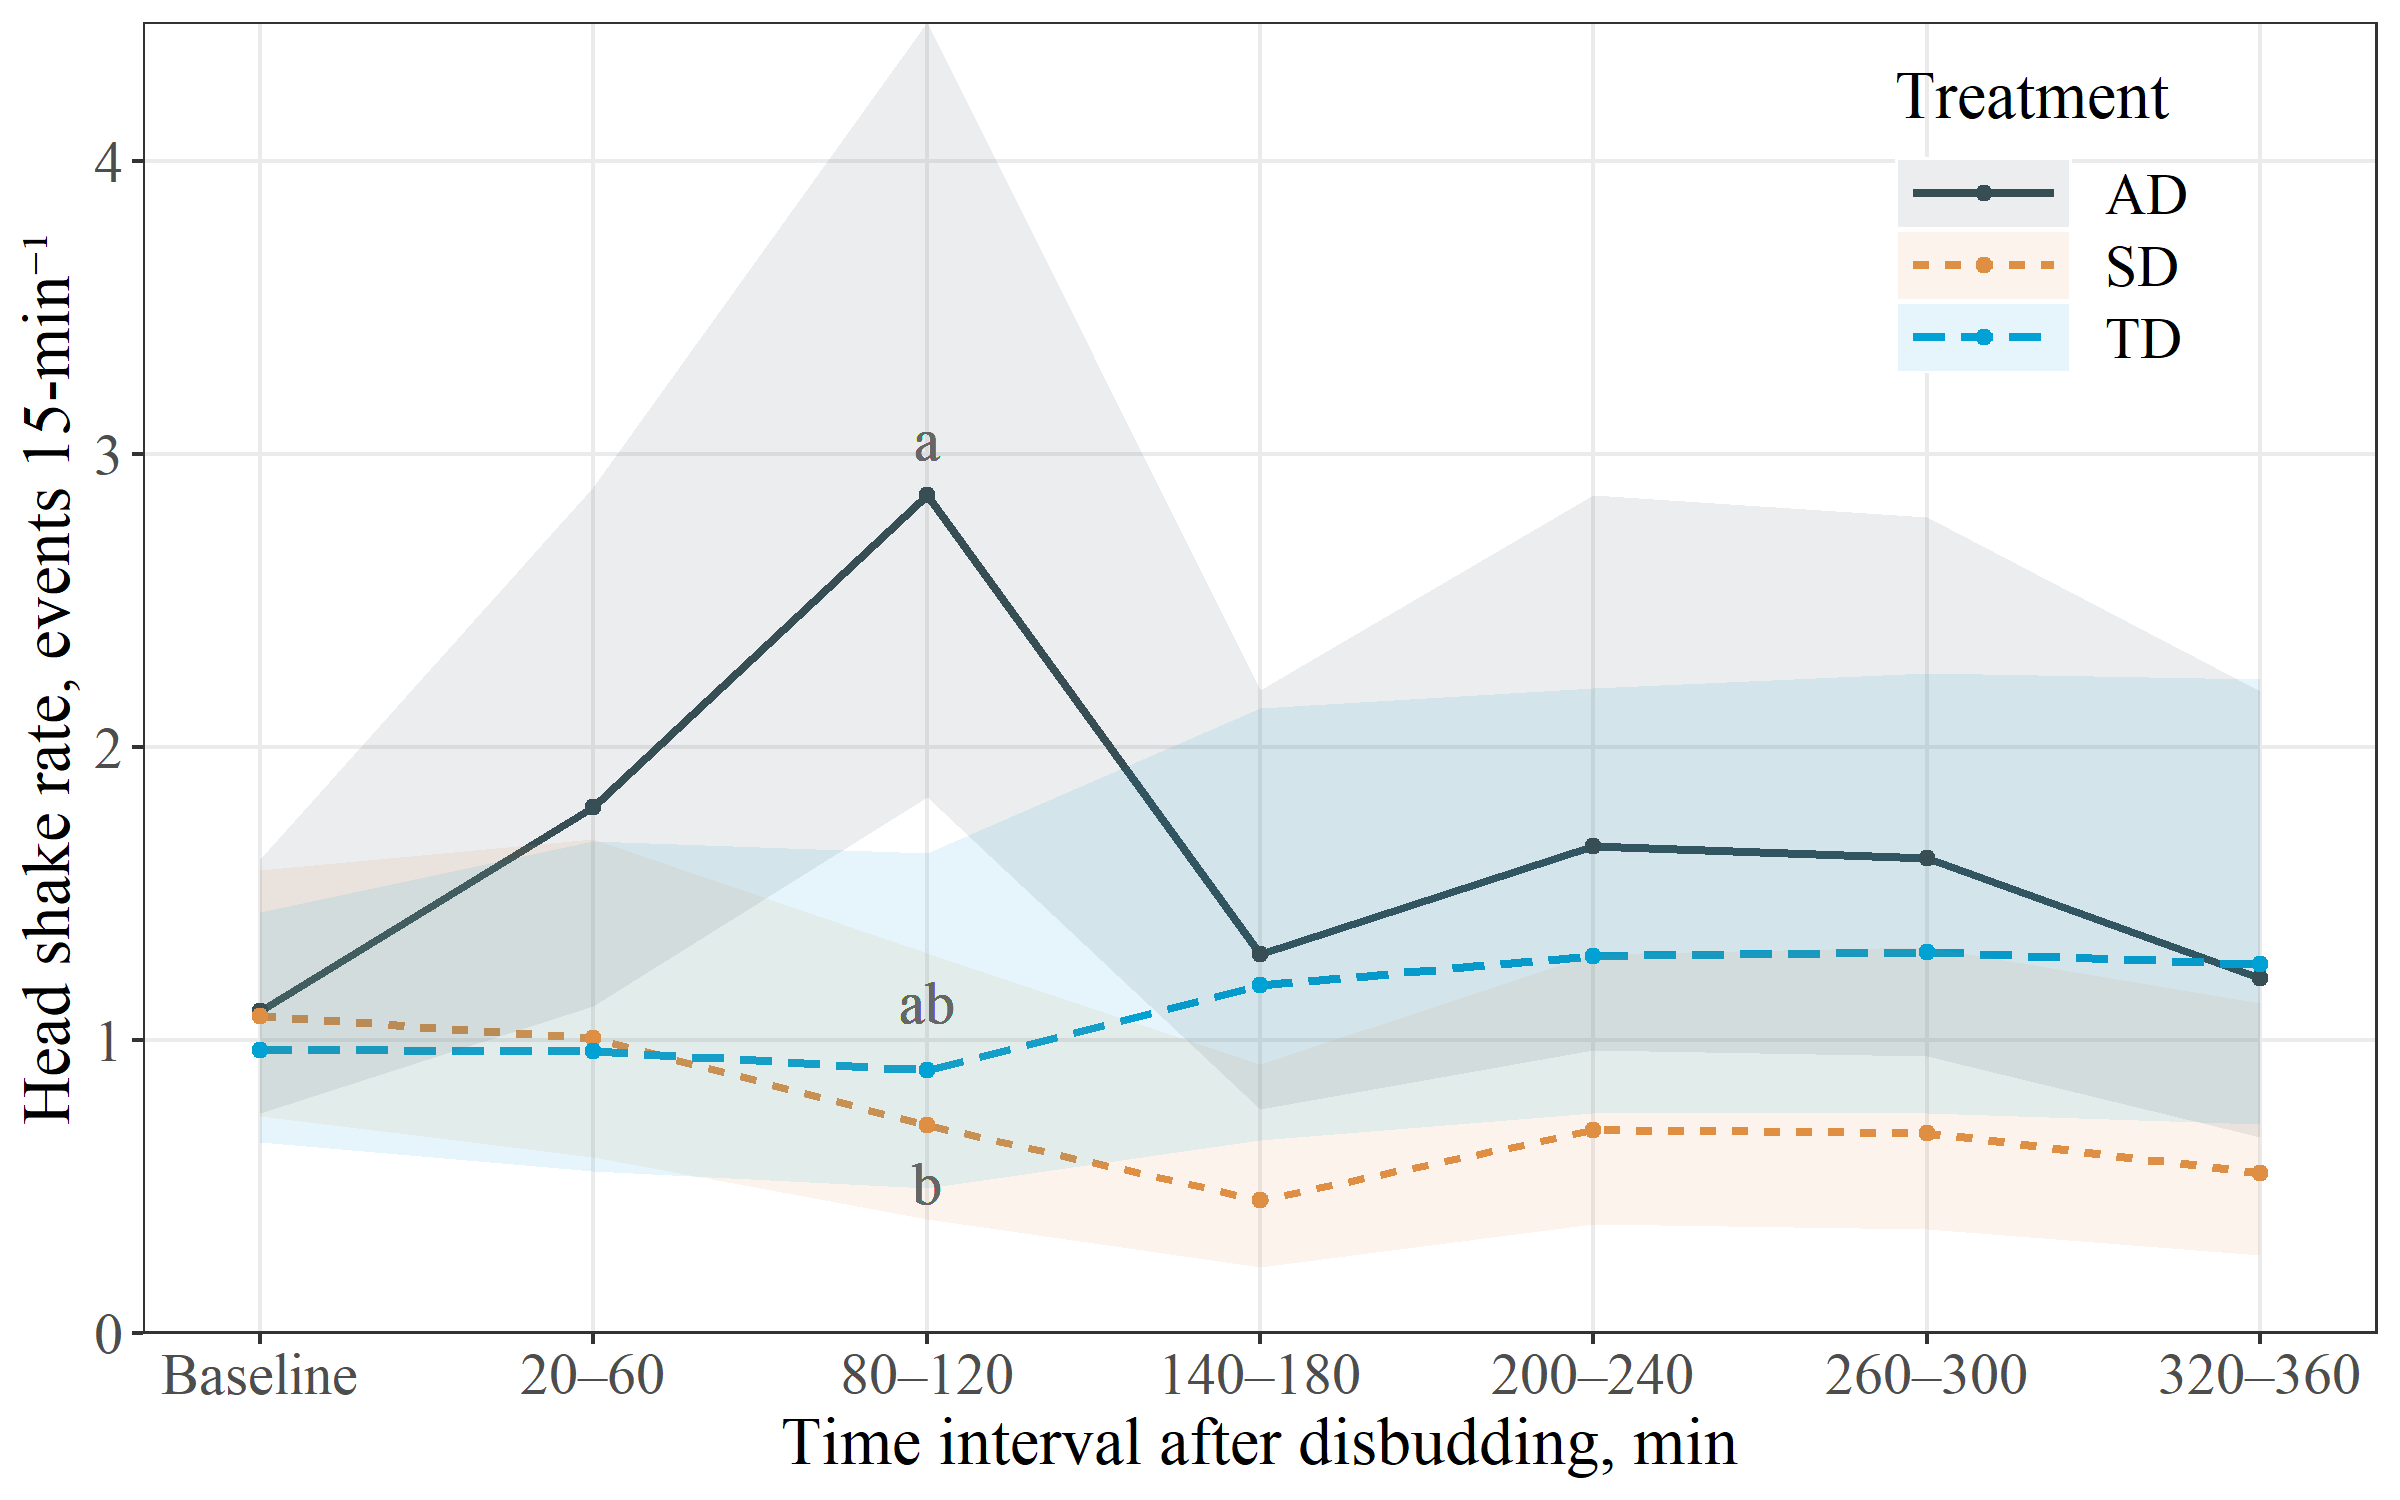 Treatment
AD
SD
TD
Head shake rate, events 15-min⁻¹
4
3
2
1
0
a
ab
b
Baseline 20–60 80–120 140–180 200–240 260–300 320–360
Time interval after disbudding, min